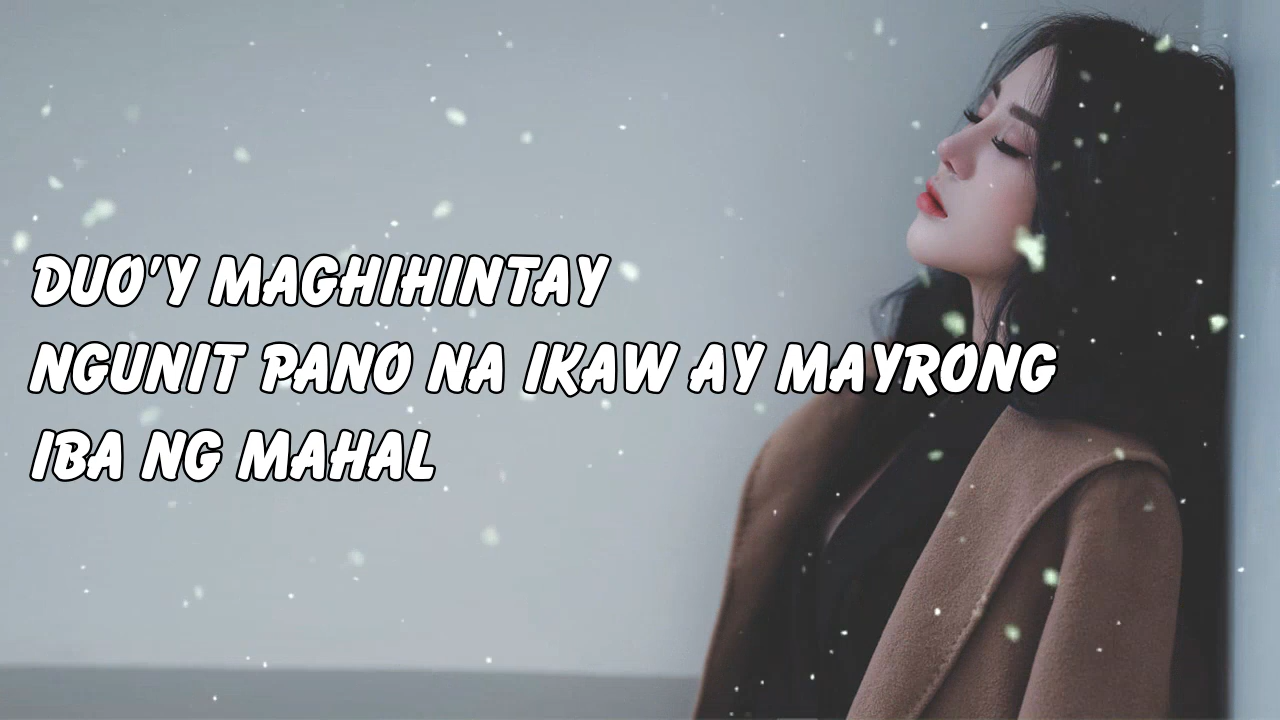 DUO'Y MAGHIHINTAY
NGUNIT PANO NA IKAW AY MAYRONG
IBA NG MAHAL